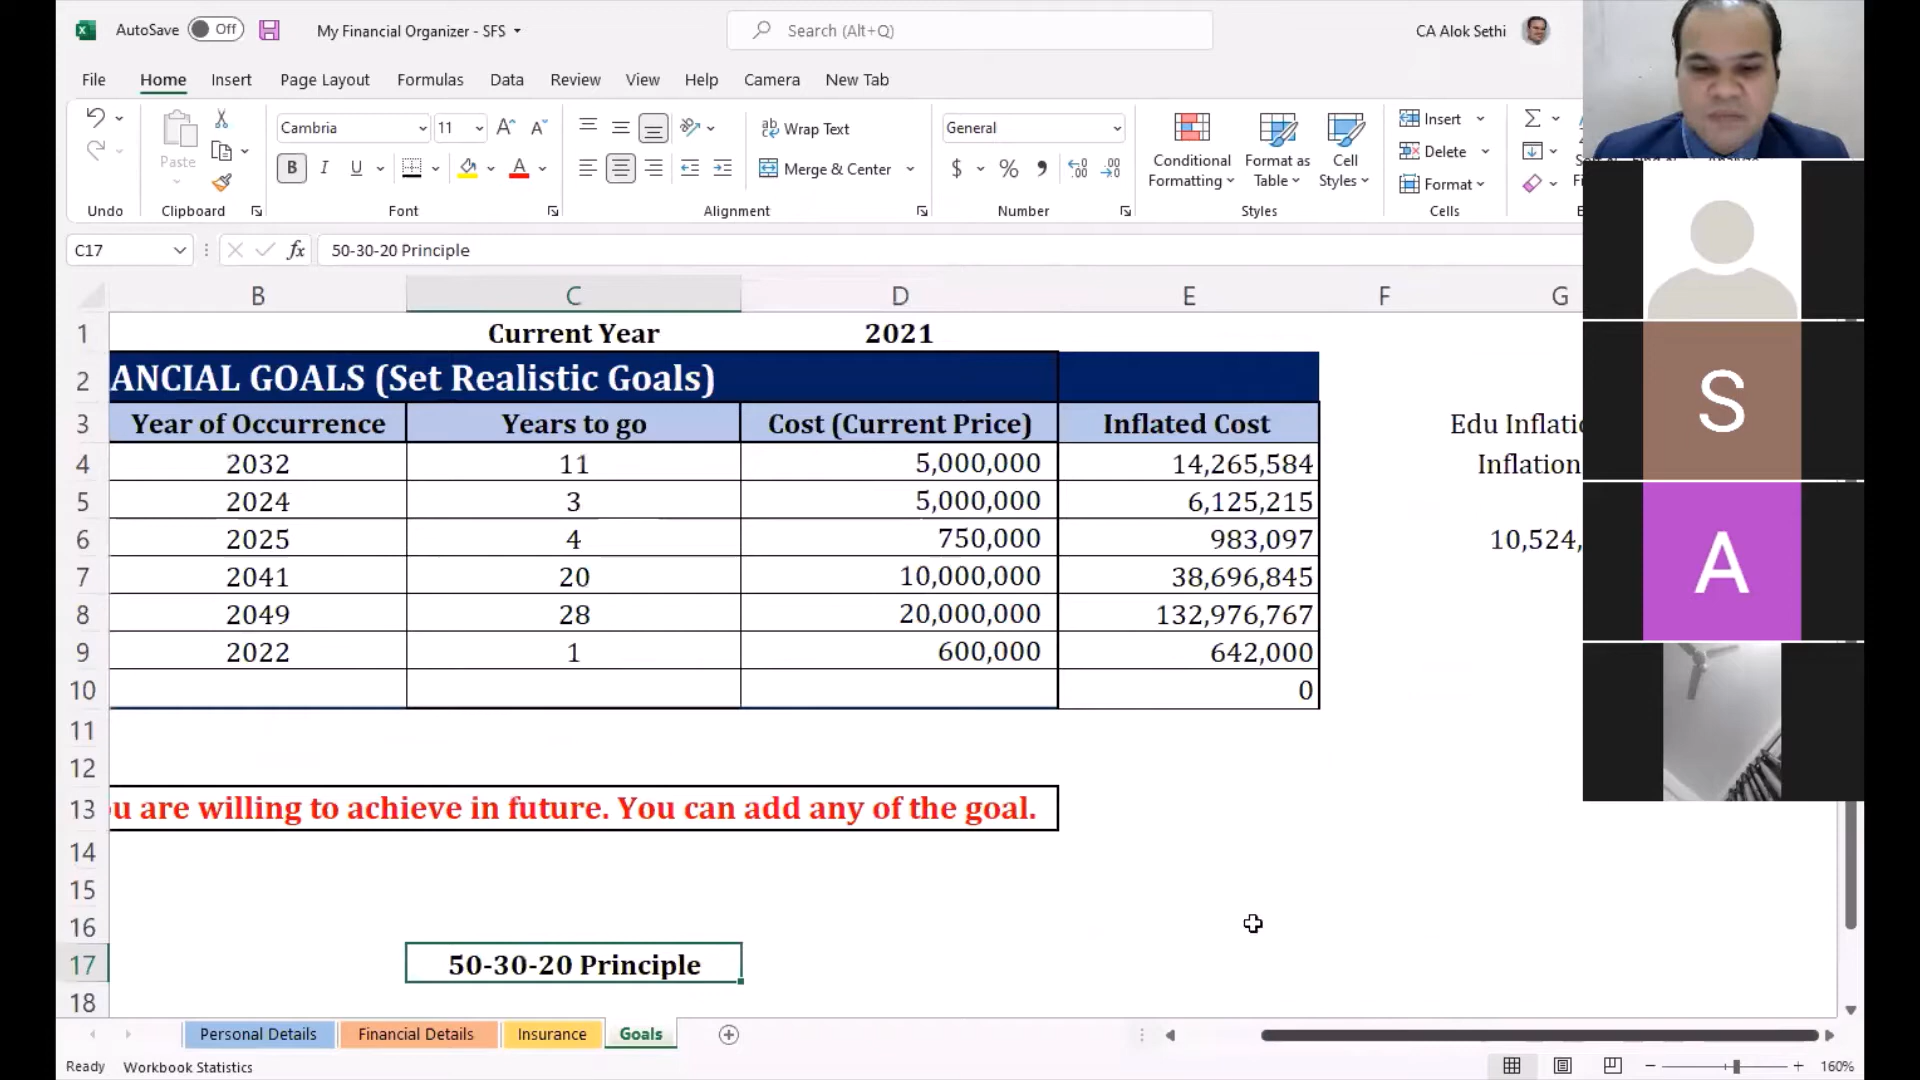 AutoSave Off My Financial Organizer - SFS Search (Alt+Q) CA Alok Sethi
File Home Insert Page Layout Formulas Data Review View Help Camera New Tab
Cambria 11 Wrap Text General Insert
Paste B I U Merge & Center $ % Conditional Formatting Format as Table Cell Styles Delete
Format
Undo Clipboard Font Alignment Number Styles Cells
C17 fx 50-30-20 Principle
B C D E F G
1 Current Year 2021
2 ANCIAL GOALS (Set Realistic Goals)
3 Year of Occurrence Years to go Cost (Current Price) Inflated Cost Edu Inflati
4 2032 11 5,000,000 14,265,584 Inflation
5 2024 3 5,000,000 6,125,215
6 2025 4 750,000 983,097 10,524,
7 2041 20 10,000,000 38,696,845
8 2049 28 20,000,000 132,976,767
9 2022 1 600,000 642,000
10 0
11
12
13 u are willing to achieve in future. You can add any of the goal.
14
15
16
17 50-30-20 Principle
18
Personal Details Financial Details Insurance Goals
Ready Workbook Statistics 160%
S
A